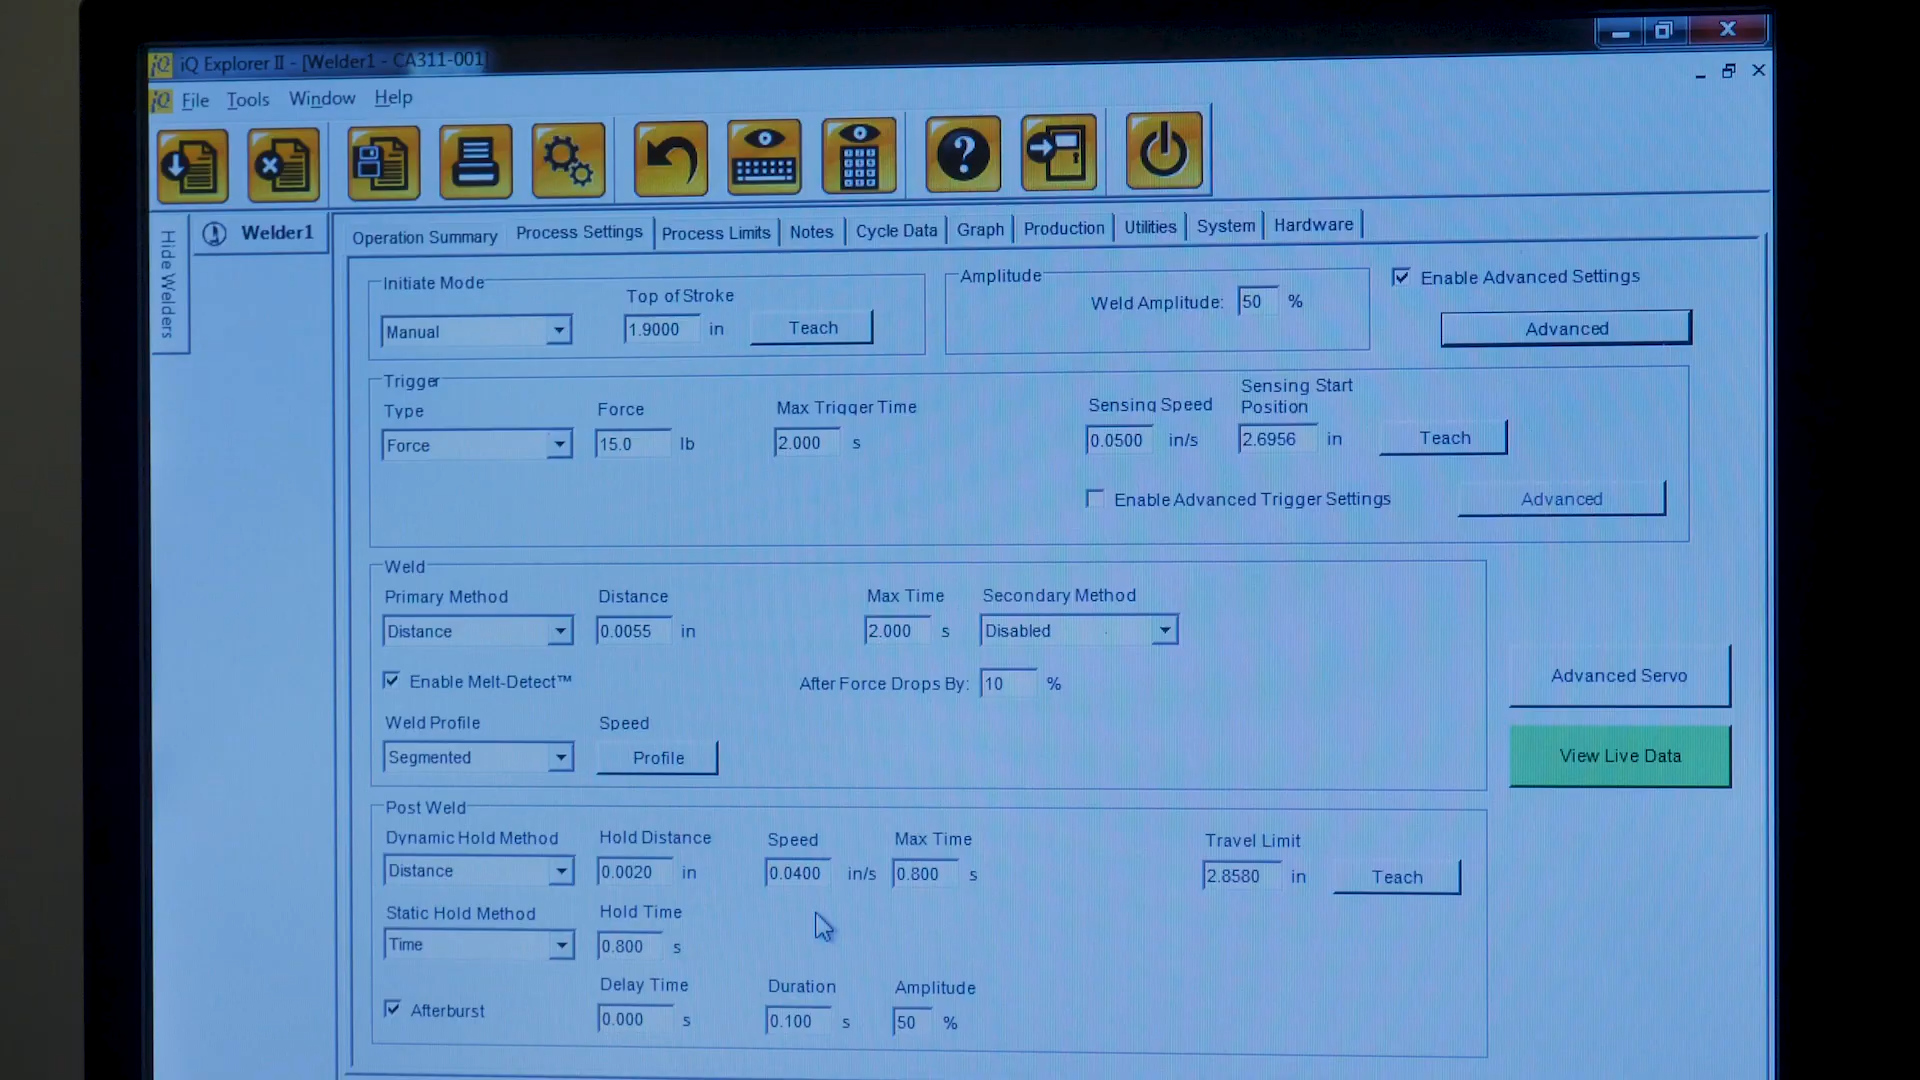 iQ Explorer II - [Welder1 - CA311-001]
File Tools Window Help
Hide Welders
Welder1
Operation Summary Process Settings Process Limits Notes Cycle Data Graph Production Utilities System Hardware
Initiate Mode
Manual
Top of Stroke
1.9000 in Teach
Amplitude
Weld Amplitude: 50 %
Enable Advanced Settings
Advanced
Trigger
Type Force Max Trigger Time Sensing Speed Sensing Start Position
Force 15.0 lb 2.000 s 0.0500 in/s 2.6956 in Teach
Enable Advanced Trigger Settings Advanced
Weld
Primary Method Distance Max Time Secondary Method
Distance 0.0055 in 2.000 s Disabled
Enable Melt-Detect™ After Force Drops By: 10 %
Weld Profile Speed
Segmented Profile
Advanced Servo
View Live Data
Post Weld
Dynamic Hold Method Hold Distance Speed Max Time Travel Limit
Distance 0.0020 in 0.0400 in/s 0.800 s 2.8580 in Teach
Static Hold Method Hold Time
Time 0.800 s
Delay Time Duration Amplitude
Afterburst 0.000 s 0.100 s 50 %